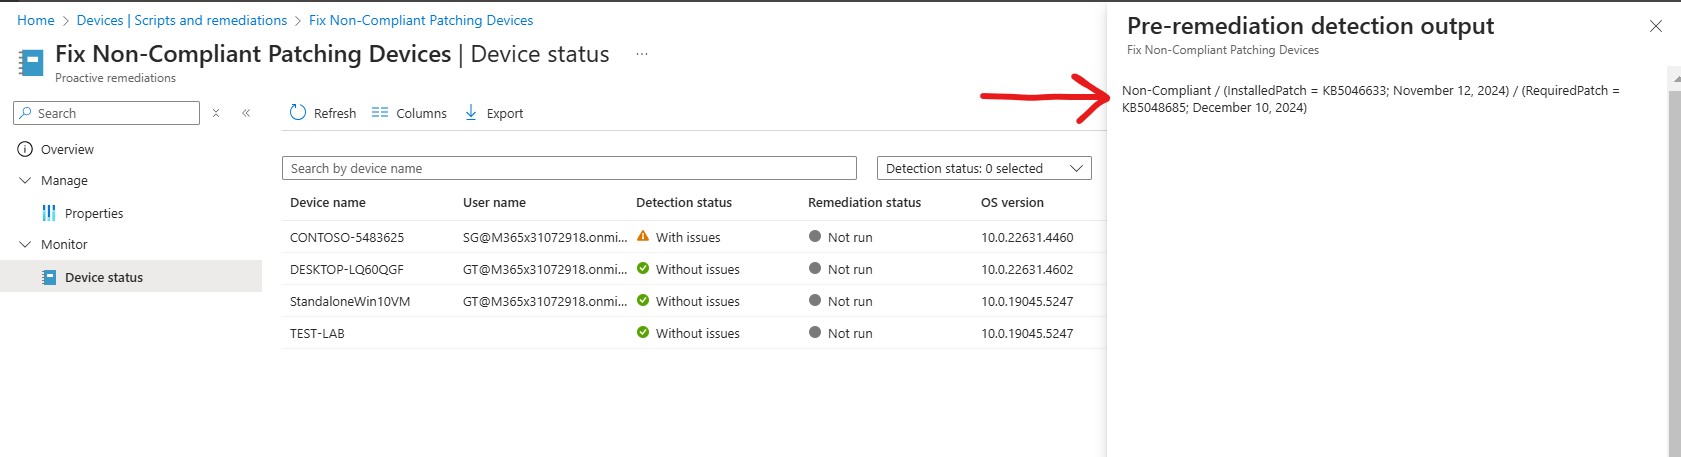 Home > Devices | Scripts and remediations > Fix Non-Compliant Patching Devices
Fix Non-Compliant Patching Devices | Device status ...
Proactive remediations
Search
Overview
Manage
Properties
Monitor
Device status
Refresh Columns Export
Search by device name
Detection status: 0 selected
Device name User name Detection status Remediation status OS version
CONTOSO-5483625 SG@M365x31072918.onmi... With issues Not run 10.0.22631.4460
DESKTOP-LQ60QGF GT@M365x31072918.onmi... Without issues Not run 10.0.22631.4602
StandaloneWin10VM GT@M365x31072918.onmi... Without issues Not run 10.0.19045.5247
TEST-LAB Without issues Not run 10.0.19045.5247
Pre-remediation detection output
Fix Non-Compliant Patching Devices
Non-Compliant / (InstalledPatch = KB5046633; November 12, 2024) / (RequiredPatch =
KB5048685; December 10, 2024)